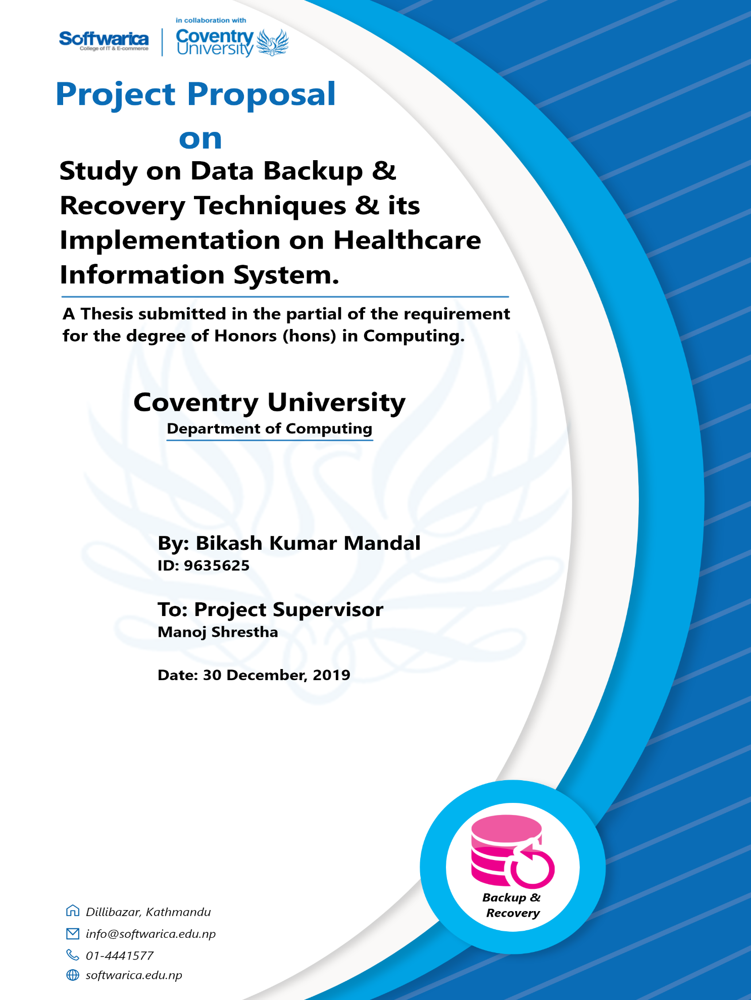 in collaboration with
Softwarica
College of IT & E-commerce
Coventry
University
Project Proposal
on
Study on Data Backup &
Recovery Techniques & its
Implementation on Healthcare
Information System.
A Thesis submitted in the partial of the requirement
for the degree of Honors (hons) in Computing.
Coventry University
Department of Computing
By: Bikash Kumar Mandal
ID: 9635625
To: Project Supervisor
Manoj Shrestha
Date: 30 December, 2019
Backup &
Recovery
Dillibazar, Kathmandu
info@softwarica.edu.np
01-4441577
softwarica.edu.np